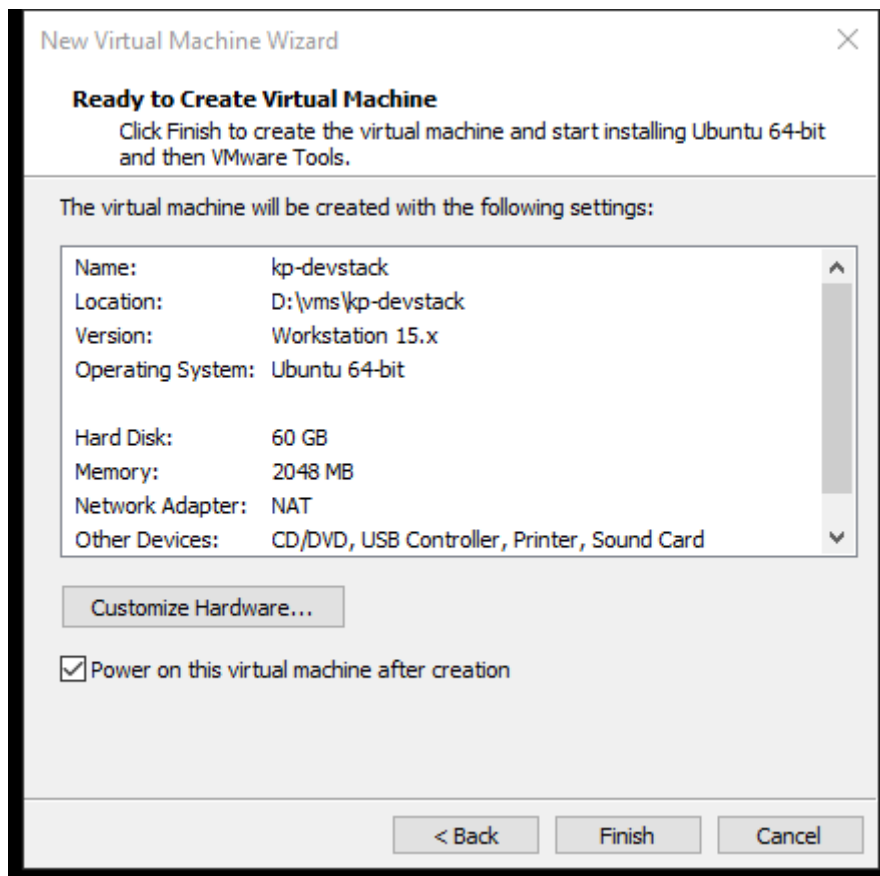 New Virtual Machine Wizard
Ready to Create Virtual Machine
Click Finish to create the virtual machine and start installing Ubuntu 64-bit
and then VMware Tools.
The virtual machine will be created with the following settings:
Name: kp-devstack
Location: D:\vms\kp-devstack
Version: Workstation 15.x
Operating System: Ubuntu 64-bit
Hard Disk: 60 GB
Memory: 2048 MB
Network Adapter: NAT
Other Devices: CD/DVD, USB Controller, Printer, Sound Card
Customize Hardware...
Power on this virtual machine after creation
< Back Finish Cancel